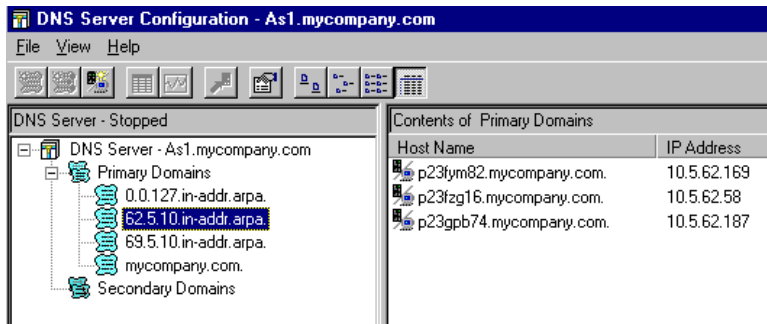 DNS Server Configuration - As1.mycompany.com
File View Help
DNS Server - Stopped
DNS Server - As1.mycompany.com
Primary Domains
0.0.127.in-addr.arpa.
62.5.10.in-addr.arpa.
69.5.10.in-addr.arpa.
mycompany.com.
Secondary Domains
Contents of Primary Domains
Host Name IP Address
p23fym82.mycompany.com. 10.5.62.169
p23fzg16.mycompany.com. 10.5.62.58
p23gpb74.mycompany.com. 10.5.62.187